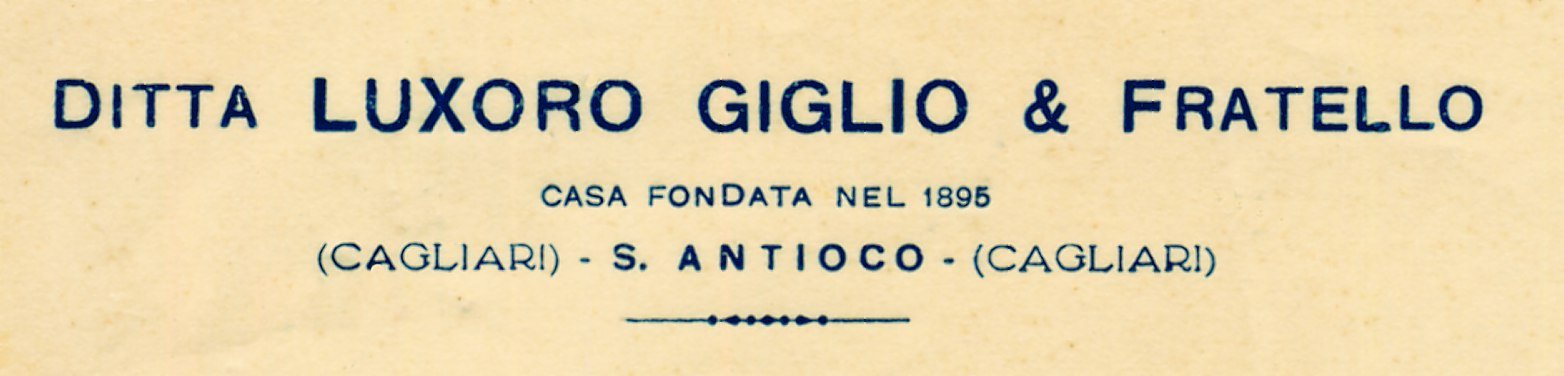 DITTA LUXORO GIGLIO & FRATELLO
CASA FONDATA NEL 1895
(CAGLIARI) - S. ANTIOCO - (CAGLIARI)